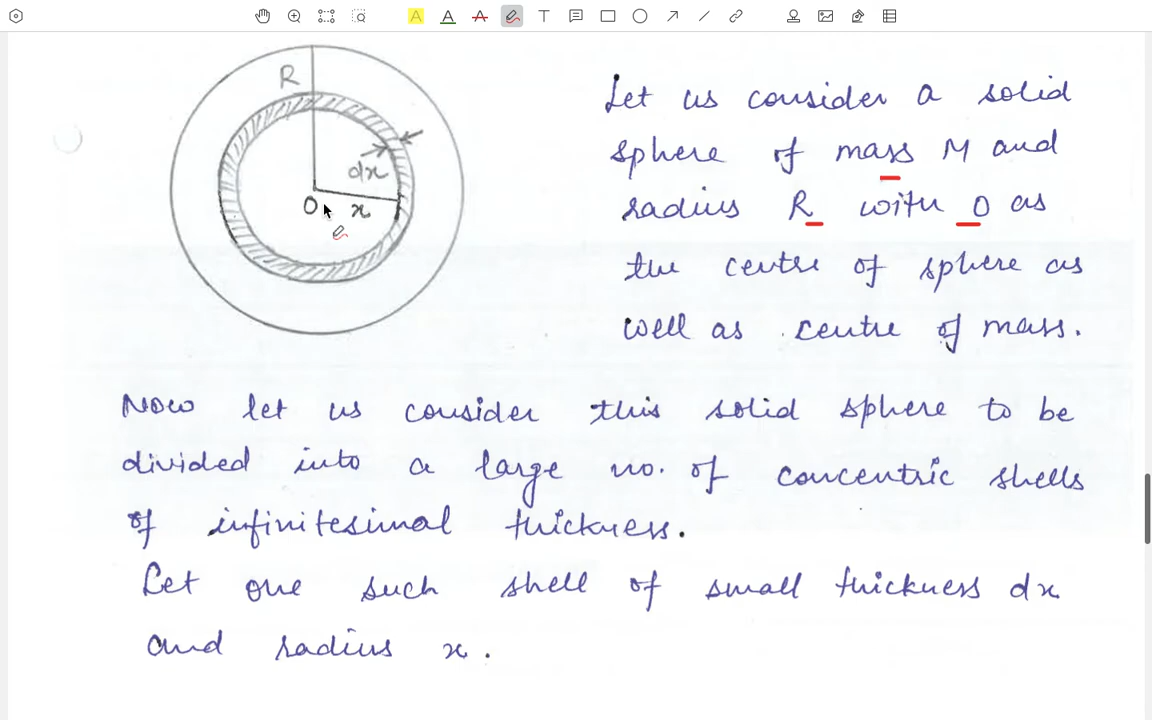 R
dx
O
x
Let us consider a solid
sphere of mass M and
radius R with O as
the centre of sphere as
well as centre of mass.
Now let us consider this solid sphere to be
divided into a large no. of concentric shells
of infinitesimal thickness.
Let one such shell of small thickness dx
and radius x.